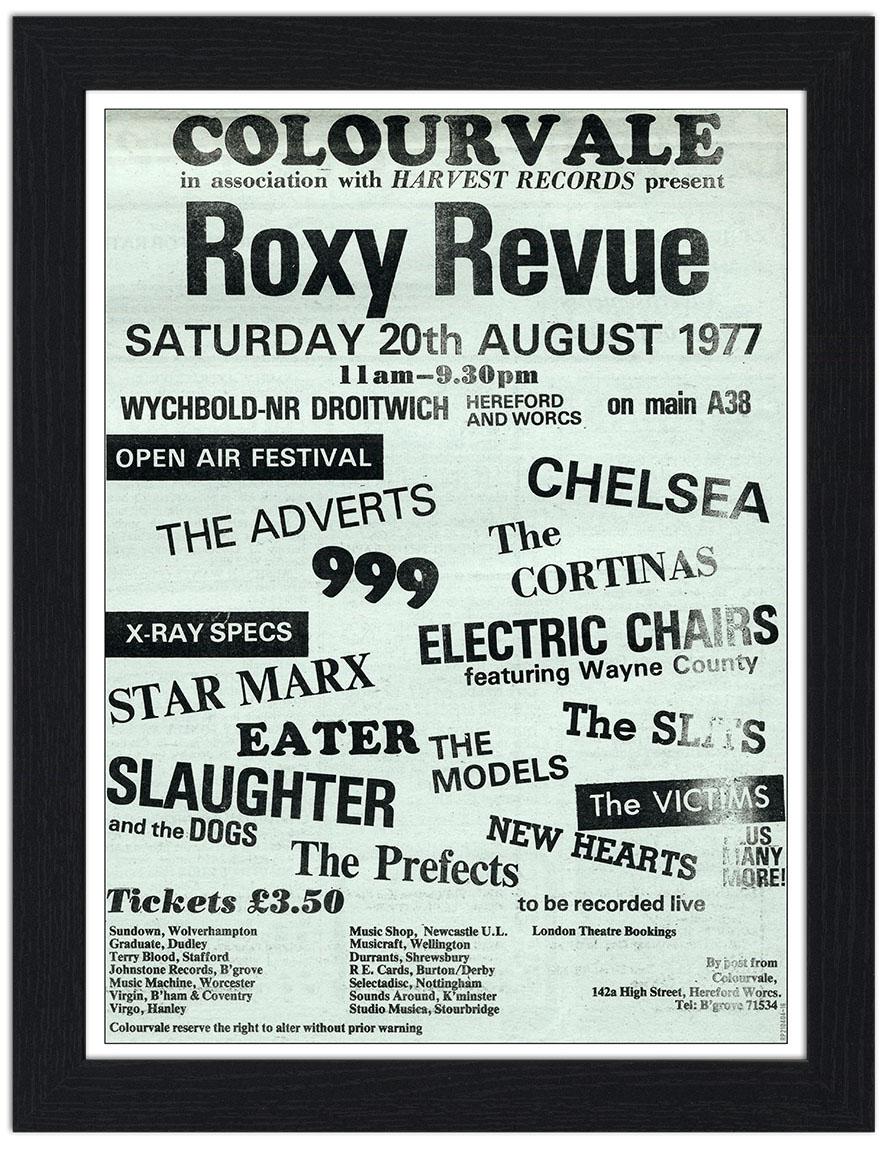 COLOURVALE
in association with HARVEST RECORDS present
Roxy Revue
SATURDAY 20th AUGUST 1977
11am–9.30pm
WYCHBOLD-NR DROITWICH HEREFORD AND WORCS on main A38
OPEN AIR FESTIVAL
CHELSEA
THE ADVERTS
The CORTINAS
999
X-RAY SPECS
ELECTRIC CHAIRS
featuring Wayne County
STAR MARX
The SLITS
EATER
THE MODELS
SLAUGHTER
and the DOGS
The VICTIMS
NEW HEARTS
PLUS
MANY
MORE!
The Prefects
Tickets £3.50
to be recorded live
Sundown, Wolverhampton
Graduate, Dudley
Terry Blood, Stafford
Johnstone Records, B'grove
Music Machine, Worcester
Virgin, B'ham & Coventry
Virgo, Hanley
Music Shop, Newcastle U.L.
Musicraft, Wellington
Durrants, Shrewsbury
R E. Cards, Burton/Derby
Selectadisc, Nottingham
Sounds Around, K'minster
Studio Musica, Stourbridge
London Theatre Bookings
By post from
Colourvale,
142a High Street, Hereford Worcs.
Tel: B'grove 71534
Colourvale reserve the right to alter without prior warning